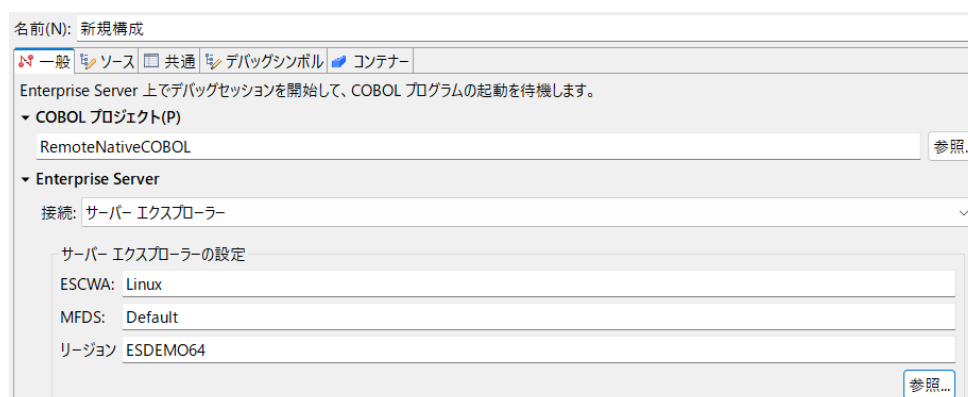 名前(N): 新規構成
一般 ソース 共通 デバッグシンボル コンテナー
Enterprise Server 上でデバッグセッションを開始して、COBOL プログラムの起動を待機します。
COBOL プロジェクト(P)
RemoteNativeCOBOL 参照.
Enterprise Server
接続: サーバー エクスプローラー
サーバー エクスプローラーの設定
ESCWA: Linux
MFDS: Default
リージョン ESDEMO64
参照...